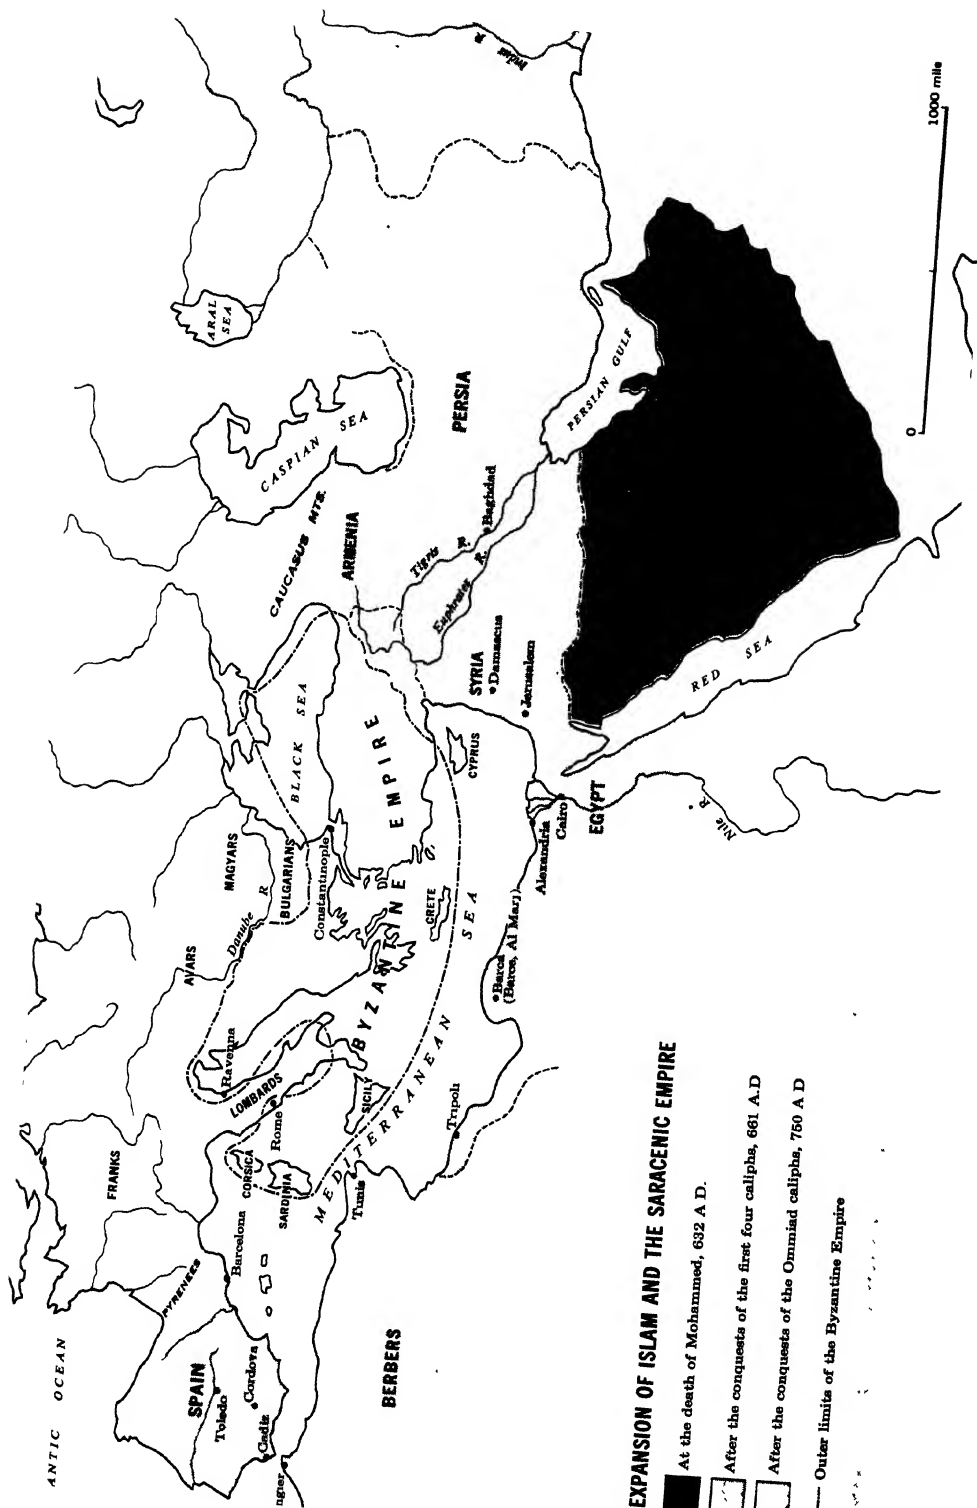 ANTIC OCEAN
FRANKS
AVARS
MAGYARS
Danube R
BULGARIANS
PYRENEES
SPAIN
Toledo
Cordova
Cadiz
Barcelona
CORSICA
SARDINIA
LOMBARDS
Ravenna
Rome
SICILY
Constantinople
BLACK SEA
CAUCASUS MTS.
CASPIAN SEA
ARAL SEA
BYZANTINE EMPIRE
ARMENIA
PERSIA
Indus R
CRETE
CYPRUS
MEDITERRANEAN SEA
Tunis
Tripoli
BERBERS
Barca
(Barce, Al Marj)
Alexandria
Cairo
EGYPT
Nile R.
SYRIA
Damascus
Jerusalem
Tigris R.
Euphrates R.
Baghdad
PERSIAN GULF
RED SEA
0
1000 mile
EXPANSION OF ISLAM AND THE SARACENIC EMPIRE
At the death of Mohammed, 632 A D.
After the conquests of the first four caliphs, 661 A.D
After the conquests of the Ommiad caliphs, 750 A D
Outer limits of the Byzantine Empire